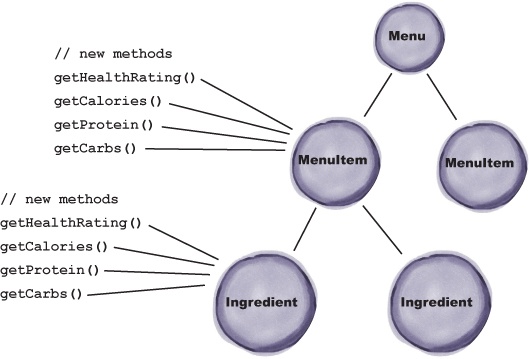 Menu
// new methods
getHealthRating()
getCalories()
getProtein()
getCarbs()
MenuItem
MenuItem
// new methods
getHealthRating()
getCalories()
getProtein()
getCarbs()
Ingredient
Ingredient